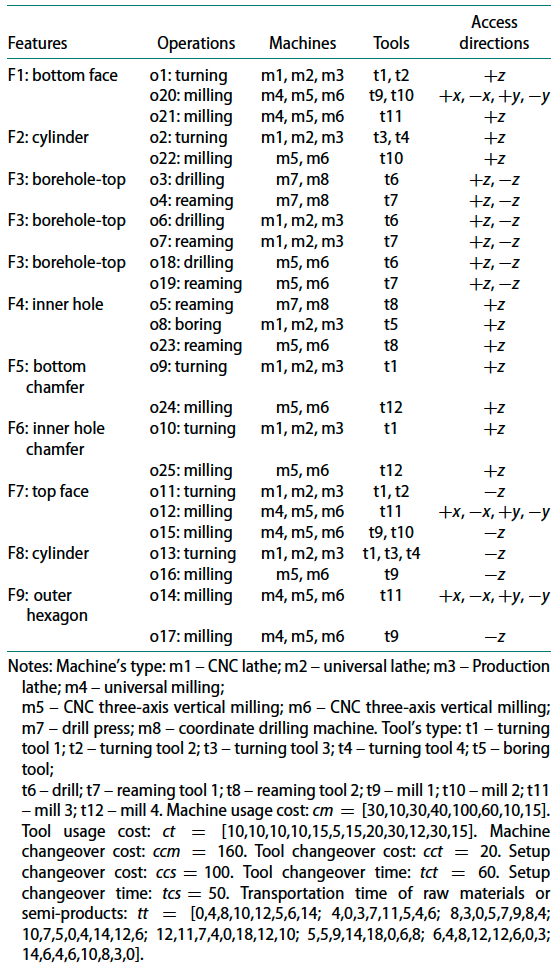 Features Operations Machines Tools Access directions
F1: bottom face o1: turning m1, m2, m3 t1, t2 +z
o20: milling m4, m5, m6 t9, t10 +x, −x, +y, −y
o21: milling m4, m5, m6 t11 +z
F2: cylinder o2: turning m1, m2, m3 t3, t4 +z
o22: milling m5, m6 t10 +z
F3: borehole-top o3: drilling m7, m8 t6 +z, −z
o4: reaming m7, m8 t7 +z, −z
F3: borehole-top o6: drilling m1, m2, m3 t6 +z, −z
o7: reaming m1, m2, m3 t7 +z, −z
F3: borehole-top o18: drilling m5, m6 t6 +z, −z
o19: reaming m5, m6 t7 +z, −z
F4: inner hole o5: reaming m7, m8 t8 +z
o8: boring m1, m2, m3 t5 +z
o23: reaming m5, m6 t8 +z
F5: bottom chamfer o9: turning m1, m2, m3 t1 +z
o24: milling m5, m6 t12 +z
F6: inner hole chamfer o10: turning m1, m2, m3 t1 +z
o25: milling m5, m6 t12 +z
F7: top face o11: turning m1, m2, m3 t1, t2 −z
o12: milling m4, m5, m6 t11 +x, −x, +y, −y
o15: milling m4, m5, m6 t9, t10 −z
F8: cylinder o13: turning m1, m2, m3 t1, t3, t4 −z
o16: milling m5, m6 t9 −z
F9: outer hexagon o14: milling m4, m5, m6 t11 +x, −x, +y, −y
o17: milling m4, m5, m6 t9 −z
Notes: Machine's type: m1 – CNC lathe; m2 – universal lathe; m3 – Production
lathe; m4 – universal milling;
m5 – CNC three-axis vertical milling; m6 – CNC three-axis vertical milling;
m7 – drill press; m8 – coordinate drilling machine. Tool's type: t1 – turning
tool 1; t2 – turning tool 2; t3 – turning tool 3; t4 – turning tool 4; t5 – boring
tool;
t6 – drill; t7 – reaming tool 1; t8 – reaming tool 2; t9 – mill 1; t10 – mill 2; t11
– mill 3; t12 – mill 4. Machine usage cost: cm = [30,10,30,40,100,60,10,15].
Tool usage cost: ct = [10,10,10,10,15,5,15,20,30,12,30,15]. Machine
changeover cost: ccm = 160. Tool changeover cost: cct = 20. Setup
changeover cost: ccs = 100. Tool changeover time: tct = 60. Setup
changeover time: tcs = 50. Transportation time of raw materials or
semi-products: tt = [0,4,8,10,12,5,6,14; 4,0,3,7,11,5,4,6; 8,3,0,5,7,9,8,4;
10,7,5,0,4,14,12,6; 12,11,7,4,0,18,12,10; 5,5,9,14,18,0,6,8; 6,4,8,12,12,6,0,3;
14,6,4,6,10,8,3,0].